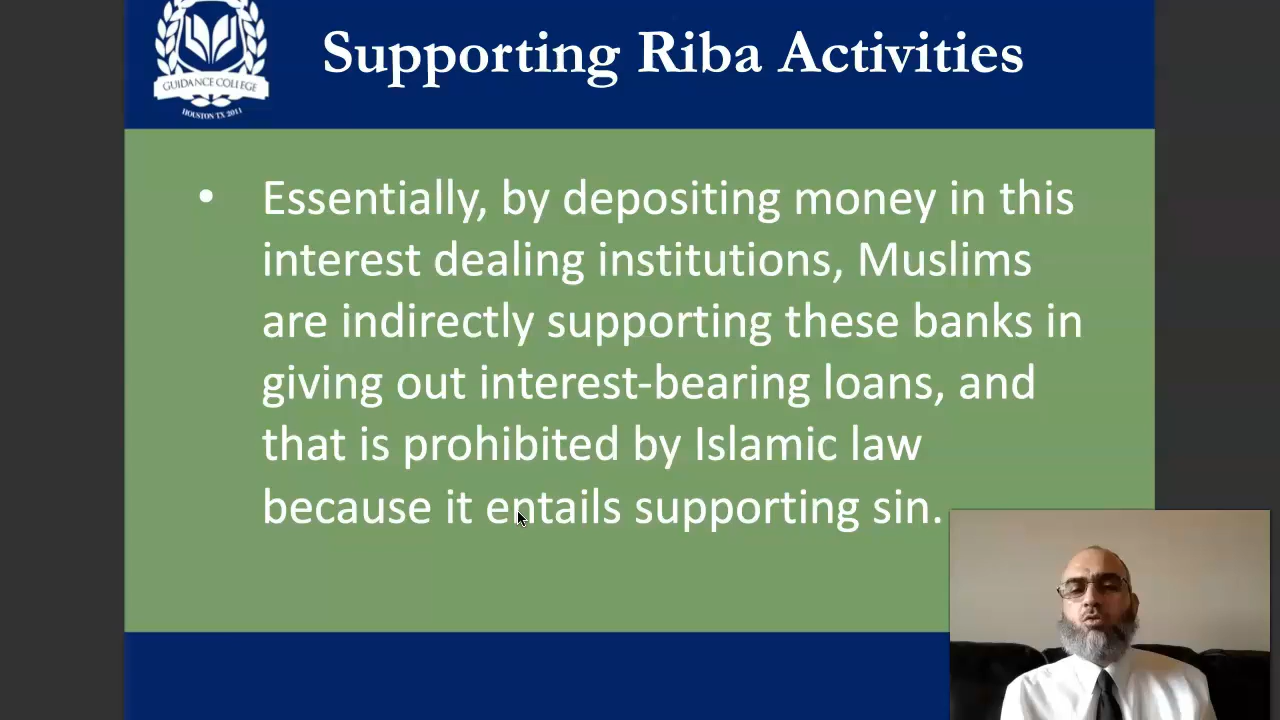 Supporting Riba Activities
GUIDANCE COLLEGE
HOUSTON TX 2011
• Essentially, by depositing money in this
interest dealing institutions, Muslims
are indirectly supporting these banks in
giving out interest-bearing loans, and
that is prohibited by Islamic law
because it entails supporting sin.